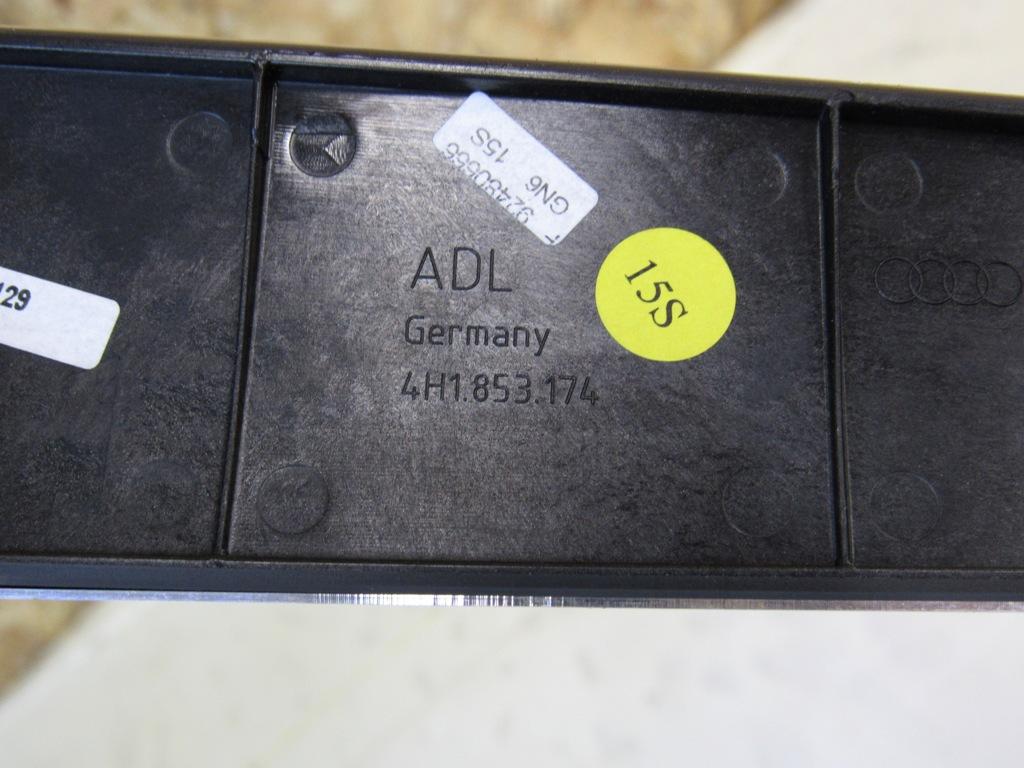 129
GN6 15S
ADL
Germany
4H1.853.174
15S